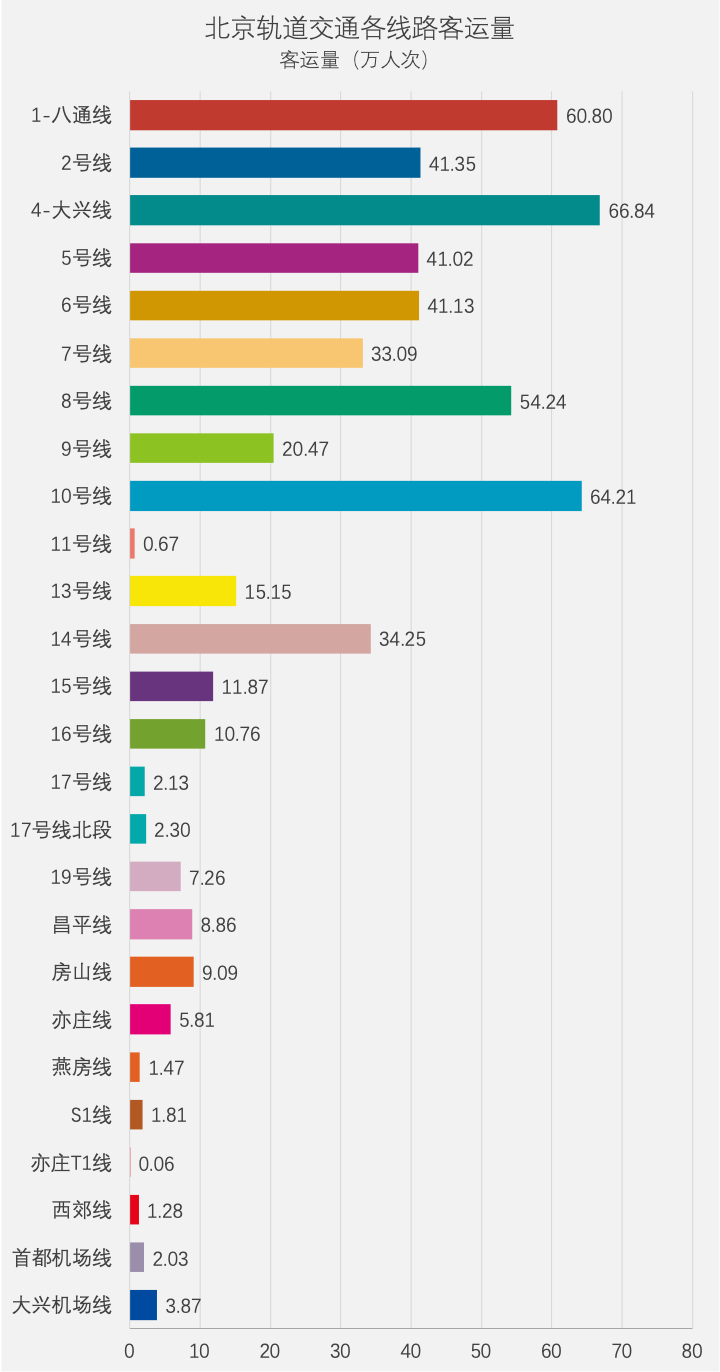 北京轨道交通各线路客运量
客运量（万人次）
1-八通线 60.80
2号线 41.35
4-大兴线 66.84
5号线 41.02
6号线 41.13
7号线 33.09
8号线 54.24
9号线 20.47
10号线 64.21
11号线 0.67
13号线 15.15
14号线 34.25
15号线 11.87
16号线 10.76
17号线 2.13
17号线北段 2.30
19号线 7.26
昌平线 8.86
房山线 9.09
亦庄线 5.81
燕房线 1.47
S1线 1.81
亦庄T1线 0.06
西郊线 1.28
首都机场线 2.03
大兴机场线 3.87
0 10 20 30 40 50 60 70 80